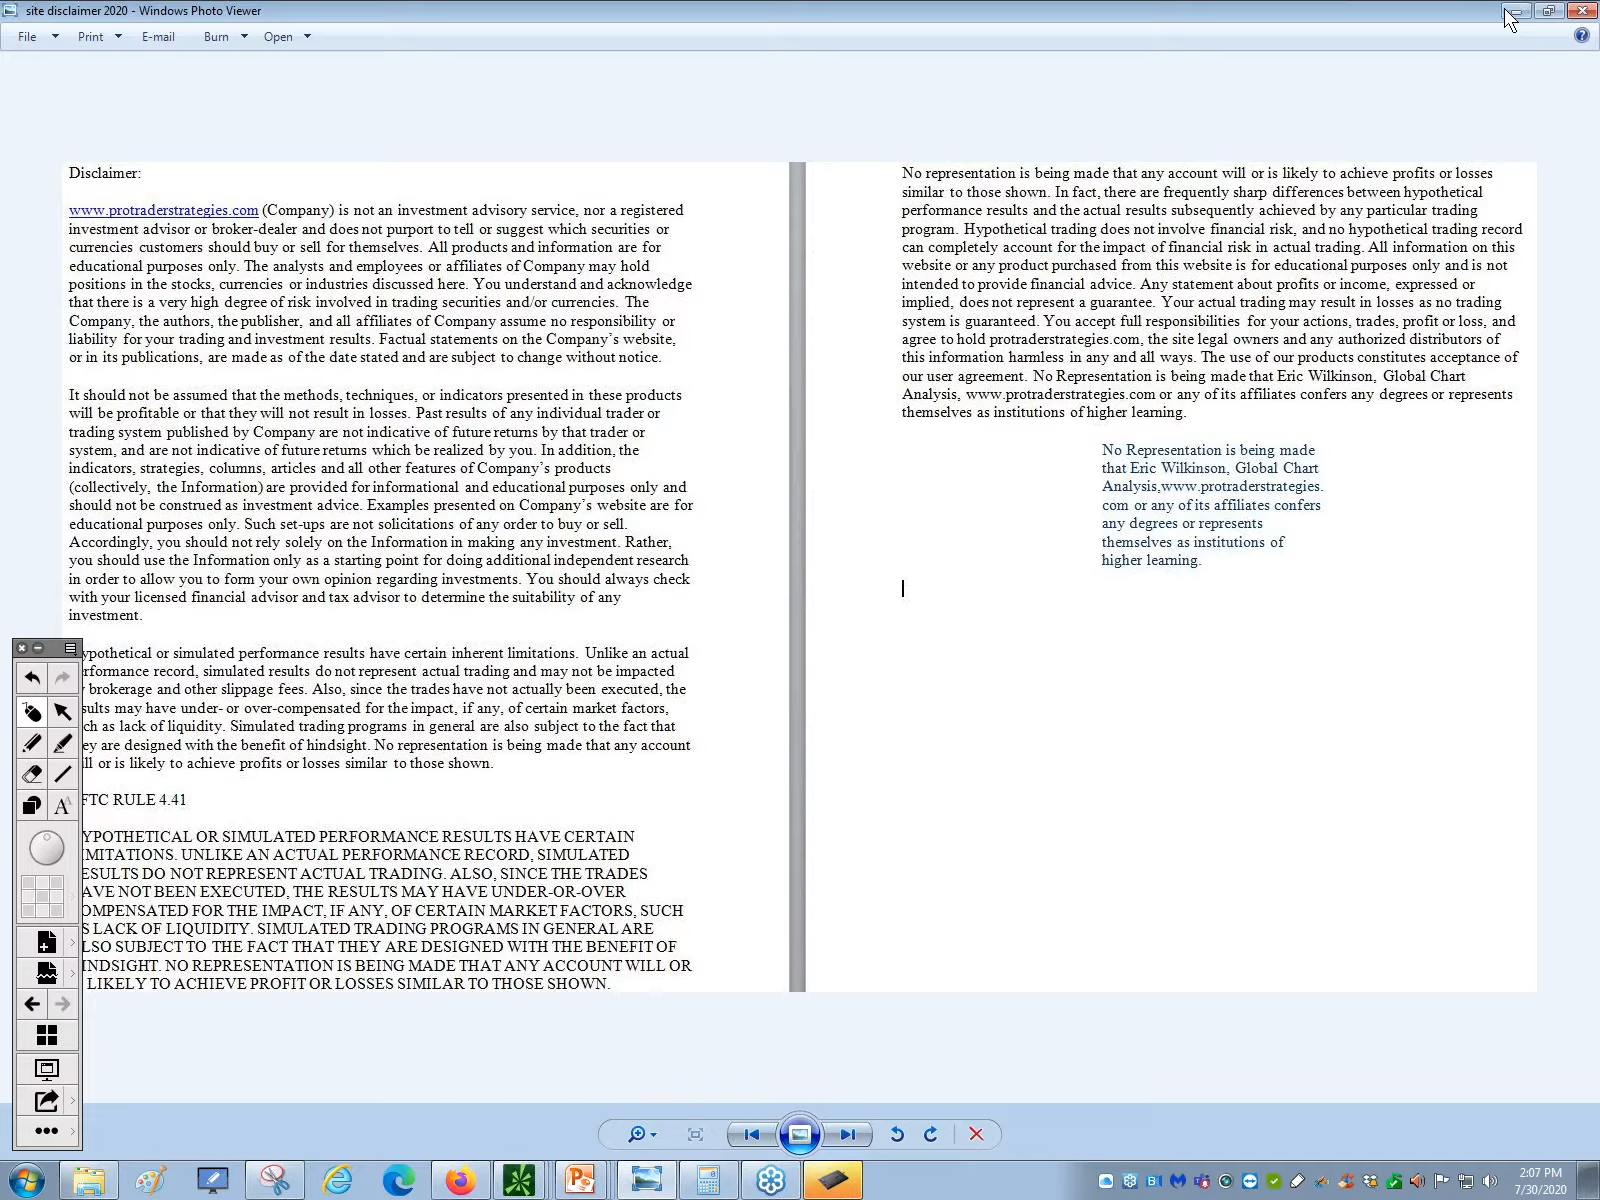 site disclaimer 2020 - Windows Photo Viewer
File Print E-mail Burn Open
Disclaimer:
www.protraderstrategies.com (Company) is not an investment advisory service, nor a registered
investment advisor or broker-dealer and does not purport to tell or suggest which securities or
currencies customers should buy or sell for themselves. All products and information are for
educational purposes only. The analysts and employees or affiliates of Company may hold
positions in the stocks, currencies or industries discussed here. You understand and acknowledge
that there is a very high degree of risk involved in trading securities and/or currencies. The
Company, the authors, the publisher, and all affiliates of Company assume no responsibility or
liability for your trading and investment results. Factual statements on the Company's website,
or in its publications, are made as of the date stated and are subject to change without notice.
It should not be assumed that the methods, techniques, or indicators presented in these products
will be profitable or that they will not result in losses. Past results of any individual trader or
trading system published by Company are not indicative of future returns by that trader or
system, and are not indicative of future returns which be realized by you. In addition, the
indicators, strategies, columns, articles and all other features of Company's products
(collectively, the Information) are provided for informational and educational purposes only and
should not be construed as investment advice. Examples presented on Company's website are for
educational purposes only. Such set-ups are not solicitations of any order to buy or sell.
Accordingly, you should not rely solely on the Information in making any investment. Rather,
you should use the Information only as a starting point for doing additional independent research
in order to allow you to form your own opinion regarding investments. You should always check
with your licensed financial advisor and tax advisor to determine the suitability of any
investment.
ypothetical or simulated performance results have certain inherent limitations. Unlike an actual
rformance record, simulated results do not represent actual trading and may not be impacted
brokerage and other slippage fees. Also, since the trades have not actually been executed, the
sults may have under- or over-compensated for the impact, if any, of certain market factors,
ch as lack of liquidity. Simulated trading programs in general are also subject to the fact that
ey are designed with the benefit of hindsight. No representation is being made that any account
ll or is likely to achieve profits or losses similar to those shown.
FTC RULE 4.41
YPOTHETICAL OR SIMULATED PERFORMANCE RESULTS HAVE CERTAIN
IMITATIONS. UNLIKE AN ACTUAL PERFORMANCE RECORD, SIMULATED
ESULTS DO NOT REPRESENT ACTUAL TRADING. ALSO, SINCE THE TRADES
AVE NOT BEEN EXECUTED, THE RESULTS MAY HAVE UNDER-OR-OVER
OMPENSATED FOR THE IMPACT, IF ANY, OF CERTAIN MARKET FACTORS, SUCH
S LACK OF LIQUIDITY. SIMULATED TRADING PROGRAMS IN GENERAL ARE
LSO SUBJECT TO THE FACT THAT THEY ARE DESIGNED WITH THE BENEFIT OF
INDSIGHT. NO REPRESENTATION IS BEING MADE THAT ANY ACCOUNT WILL OR
LIKELY TO ACHIEVE PROFIT OR LOSSES SIMILAR TO THOSE SHOWN.
No representation is being made that any account will or is likely to achieve profits or losses
similar to those shown. In fact, there are frequently sharp differences between hypothetical
performance results and the actual results subsequently achieved by any particular trading
program. Hypothetical trading does not involve financial risk, and no hypothetical trading record
can completely account for the impact of financial risk in actual trading. All information on this
website or any product purchased from this website is for educational purposes only and is not
intended to provide financial advice. Any statement about profits or income, expressed or
implied, does not represent a guarantee. Your actual trading may result in losses as no trading
system is guaranteed. You accept full responsibilities for your actions, trades, profit or loss, and
agree to hold protraderstrategies.com, the site legal owners and any authorized distributors of
this information harmless in any and all ways. The use of our products constitutes acceptance of
our user agreement. No Representation is being made that Eric Wilkinson, Global Chart
Analysis, www.protraderstrategies.com or any of its affiliates confers any degrees or represents
themselves as institutions of higher learning.
No Representation is being made
that Eric Wilkinson, Global Chart
Analysis,www.protraderstrategies.
com or any of its affiliates confers
any degrees or represents
themselves as institutions of
higher learning.
2:07 PM
7/30/2020